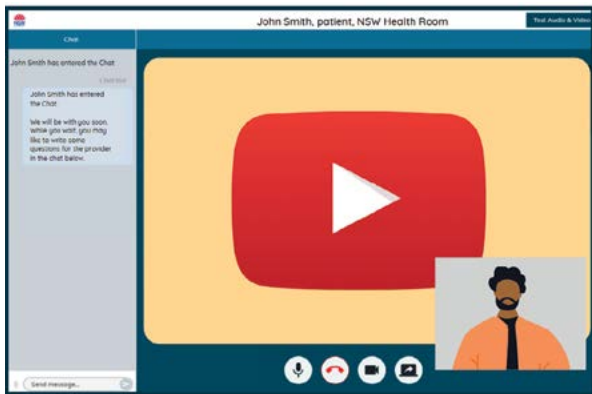 NSW
John Smith, patient, NSW Health Room
Test Audio & Video
Chat
John Smith has entered the Chat
John Smith has entered
the Chat.
We will be with you soon.
While you wait, you may
like to write some
questions for the provider
in the chat below.
Send message...